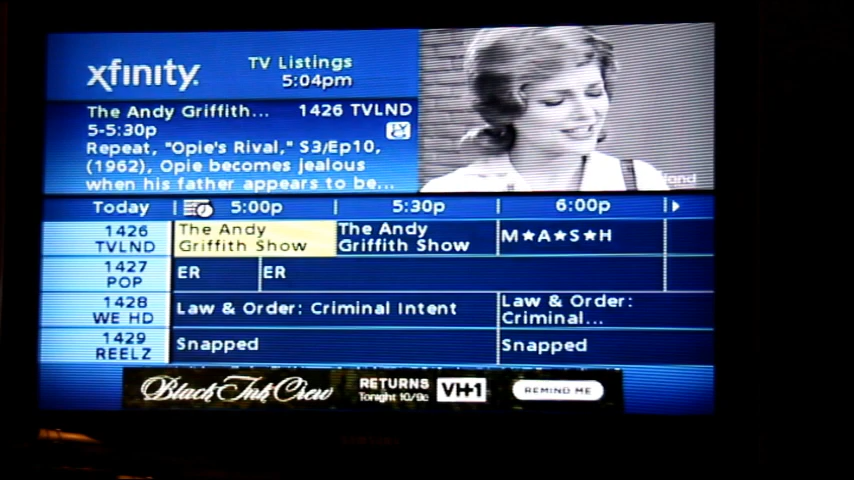 xfinity
TV Listings
5:04pm
The Andy Griffith... 1426 TVLND
5-5:30p
TV G
Repeat, "Opie's Rival," S3/Ep10,
(1962), Opie becomes jealous
when his father appears to be...
land
Today 5:00p 5:30p 6:00p
1426
TVLND
The Andy
Griffith Show
The Andy
Griffith Show
M★A★S★H
1427
POP
ER
ER
1428
WE HD
Law & Order: Criminal Intent
Law & Order:
Criminal...
1429
REELZ
Snapped
Snapped
Black Ink Crew
RETURNS
Tonight 10/9c
VH1
REMIND ME